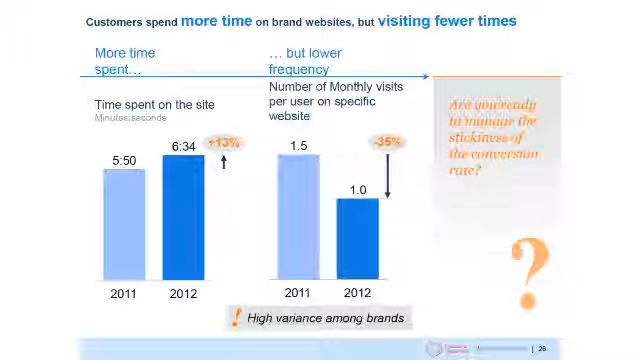 Customers spend more time on brand websites, but visiting fewer times
More time
spent…
… but lower
frequency
Time spent on the site
Minutes:seconds
Number of Monthly visits
per user on specific
website
5:50
6:34
+13%
2011
2012
1.5
1.0
-35%
2011
2012
Are you ready
to manage the
stickiness of
the conversion
rate?
?
! High variance among brands
26